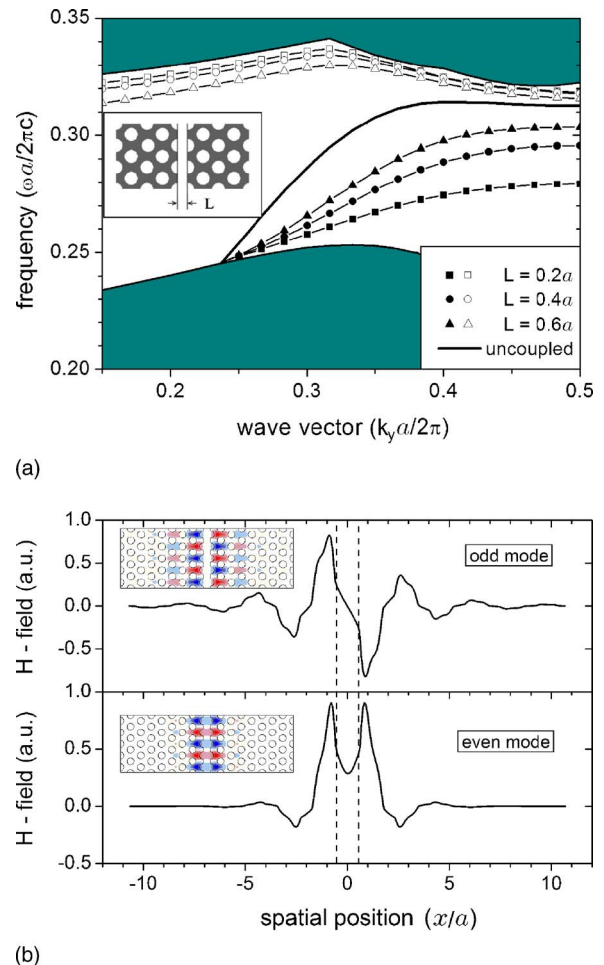 0.35
0.30
0.25
0.20
frequency (ωa/2πc)
L
■ □ L = 0.2a
● ○ L = 0.4a
▲ △ L = 0.6a
uncoupled
0.2 0.3 0.4 0.5
wave vector (k_y a/2π)
(a)
1.0
0.5
0.0
-0.5
1.0
H - field (a.u.)
odd mode
0.5
0.0
-0.5
H - field (a.u.)
even mode
-10 -5 0 5 10
spatial position (x/a)
(b)